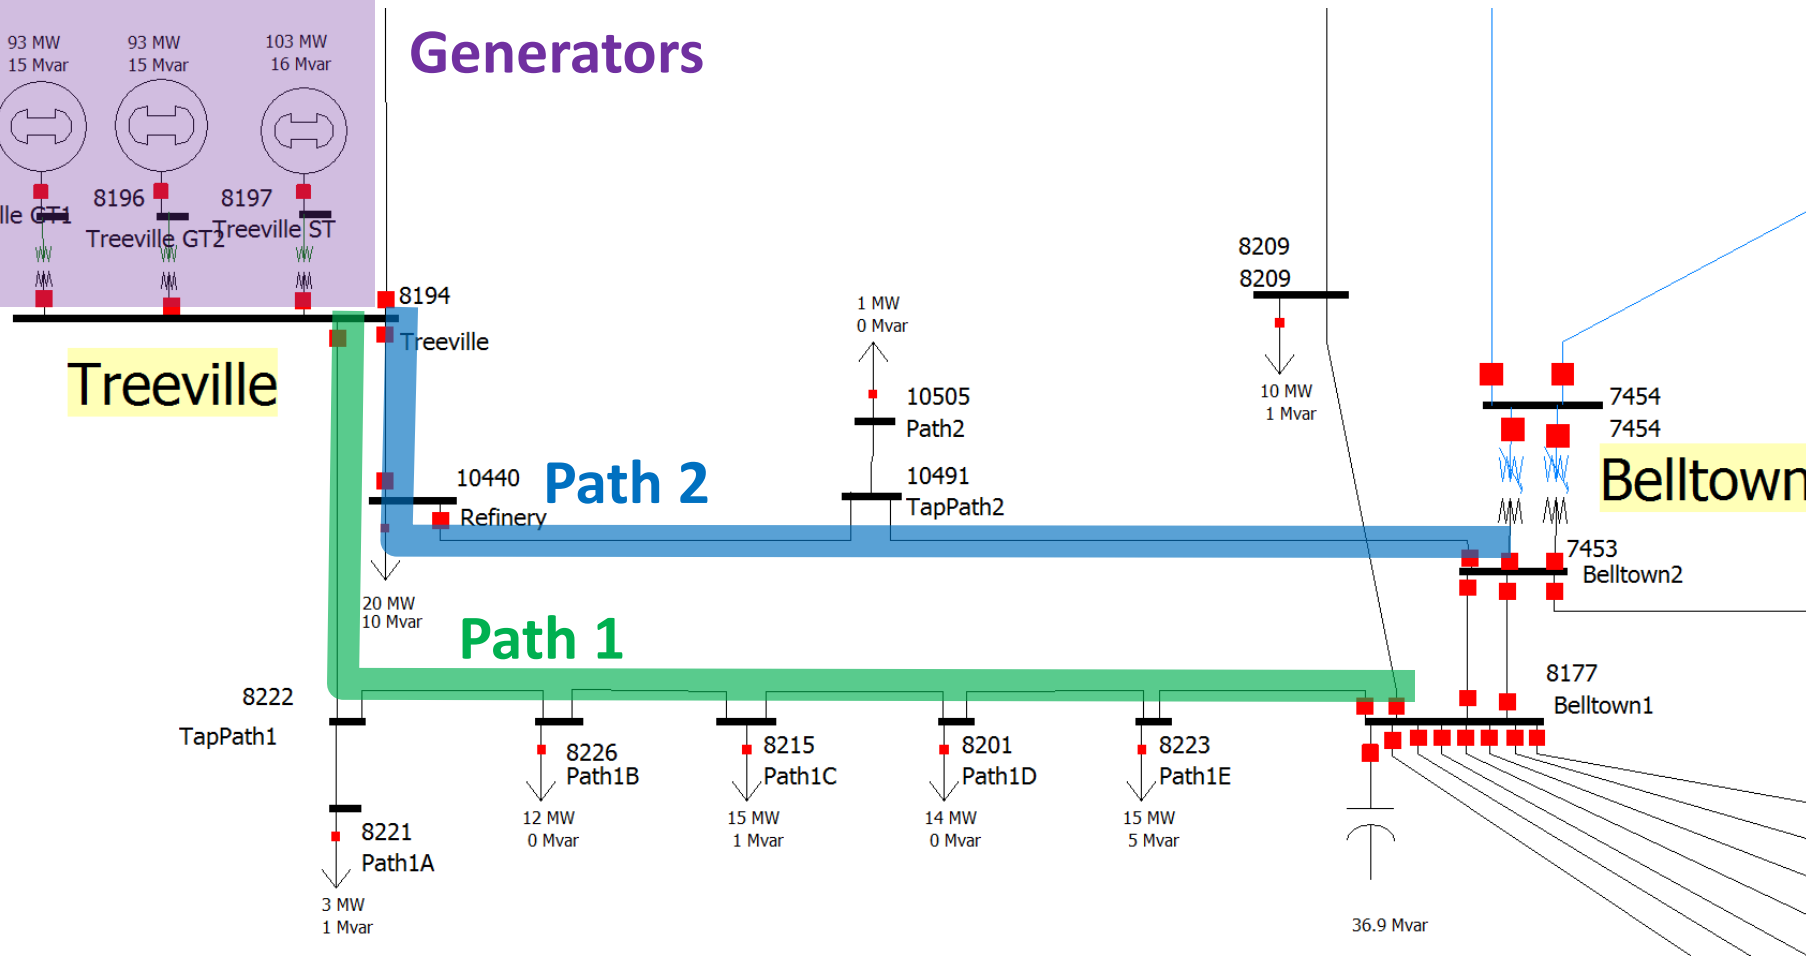 Generators
93 MW
15 Mvar
93 MW
15 Mvar
103 MW
16 Mvar
8196
8197
lle GT1
Treeville GT2
Treeville ST
8194
Treeville
Treeville
8209
8209
10 MW
1 Mvar
1 MW
0 Mvar
10505
Path2
10491
TapPath2
7454
7454
Belltown
10440
Refinery
Path 2
7453
Belltown2
20 MW
10 Mvar
Path 1
8177
Belltown1
8222
TapPath1
8226
Path1B
8215
Path1C
8201
Path1D
8223
Path1E
12 MW
0 Mvar
15 MW
1 Mvar
14 MW
0 Mvar
15 MW
5 Mvar
8221
Path1A
3 MW
1 Mvar
36.9 Mvar